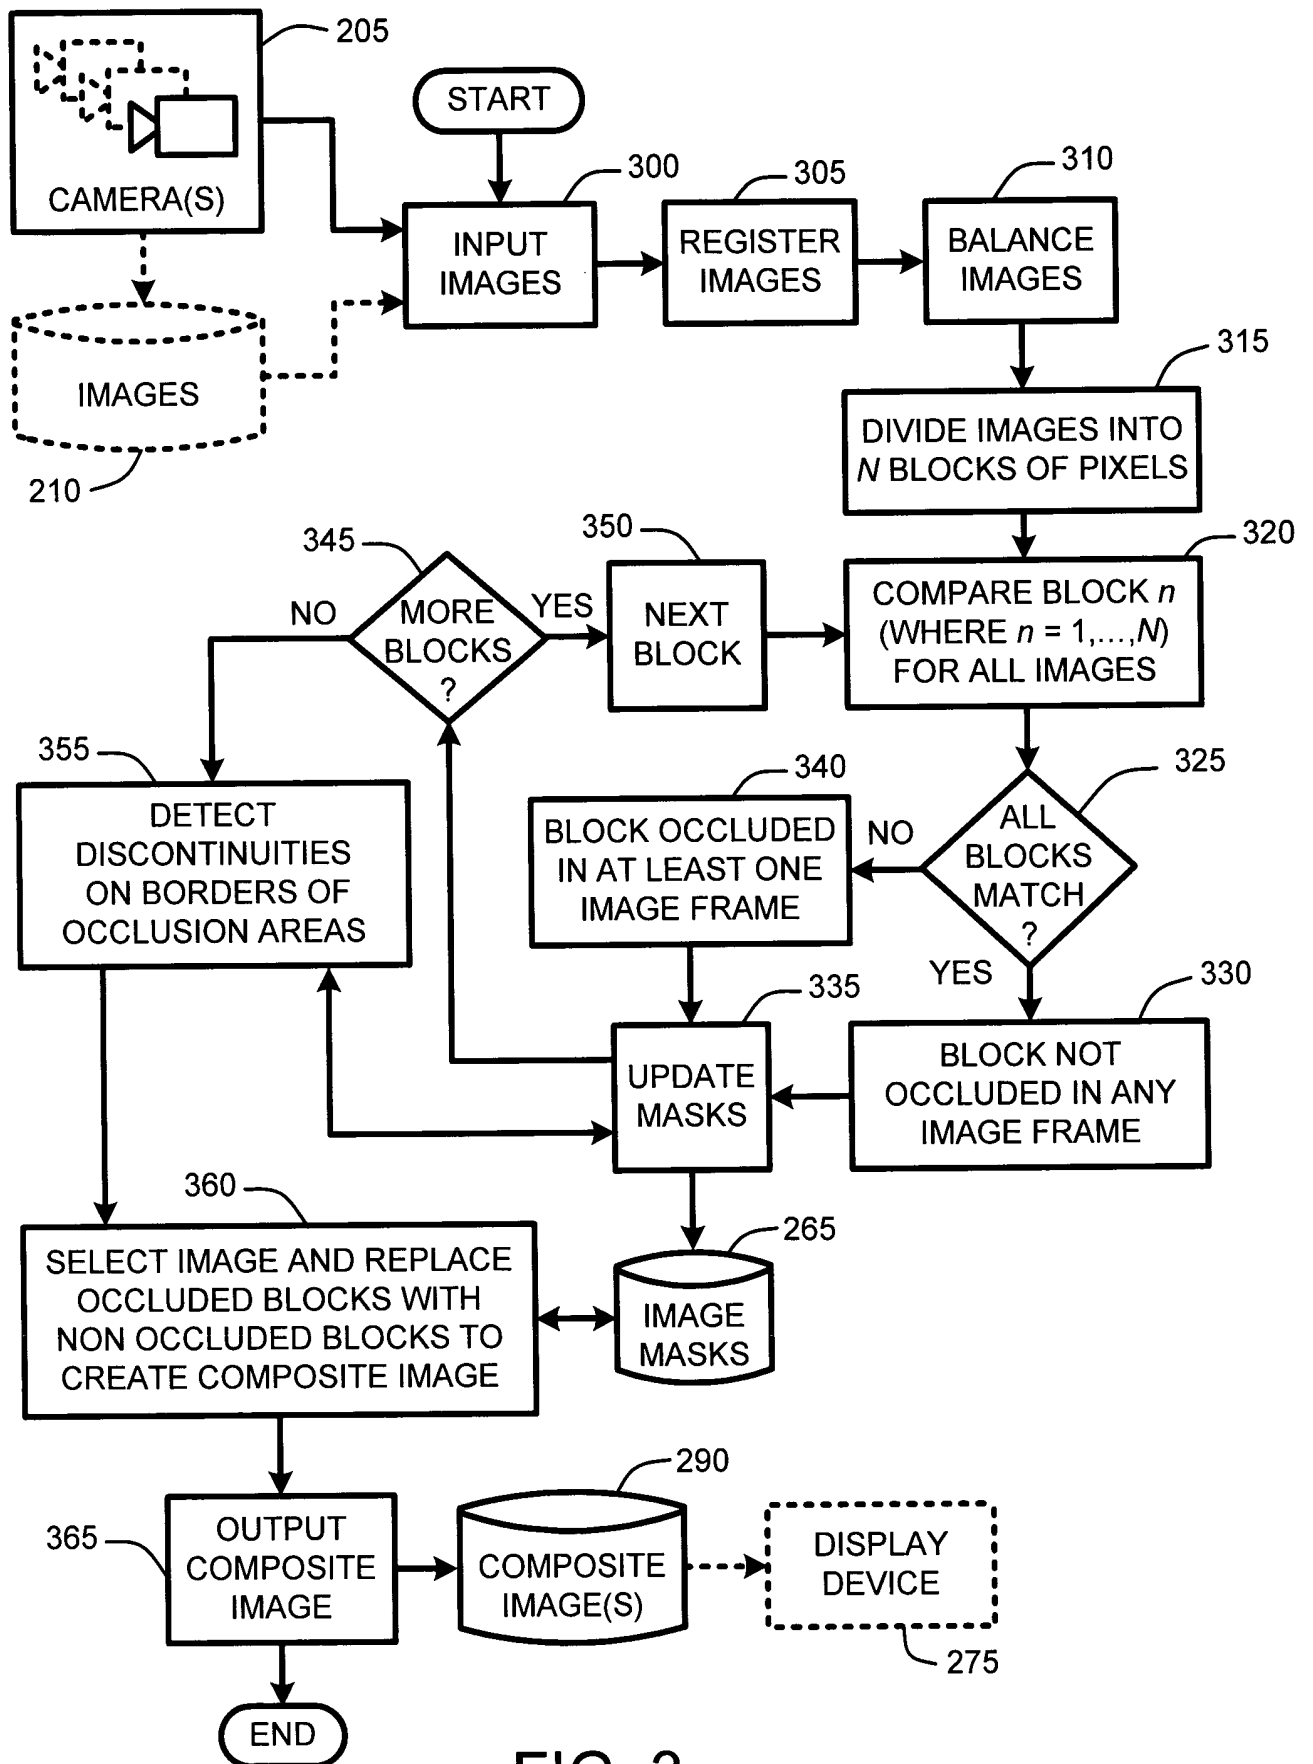 205
CAMERA(S)
START
300
INPUT
IMAGES
305
REGISTER
IMAGES
310
BALANCE
IMAGES
IMAGES
210
315
DIVIDE IMAGES INTO
N BLOCKS OF PIXELS
320
COMPARE BLOCK n
(WHERE n = 1,...,N)
FOR ALL IMAGES
345
NO
MORE
BLOCKS
?
YES
350
NEXT
BLOCK
325
ALL
BLOCKS
MATCH
?
NO
YES
340
BLOCK OCCLUDED
IN AT LEAST ONE
IMAGE FRAME
330
BLOCK NOT
OCCLUDED IN ANY
IMAGE FRAME
335
UPDATE
MASKS
355
DETECT
DISCONTINUITIES
ON BORDERS OF
OCCLUSION AREAS
360
SELECT IMAGE AND REPLACE
OCCLUDED BLOCKS WITH
NON OCCLUDED BLOCKS TO
CREATE COMPOSITE IMAGE
265
IMAGE
MASKS
365
OUTPUT
COMPOSITE
IMAGE
290
COMPOSITE
IMAGE(S)
DISPLAY
DEVICE
275
END
FIG. 3